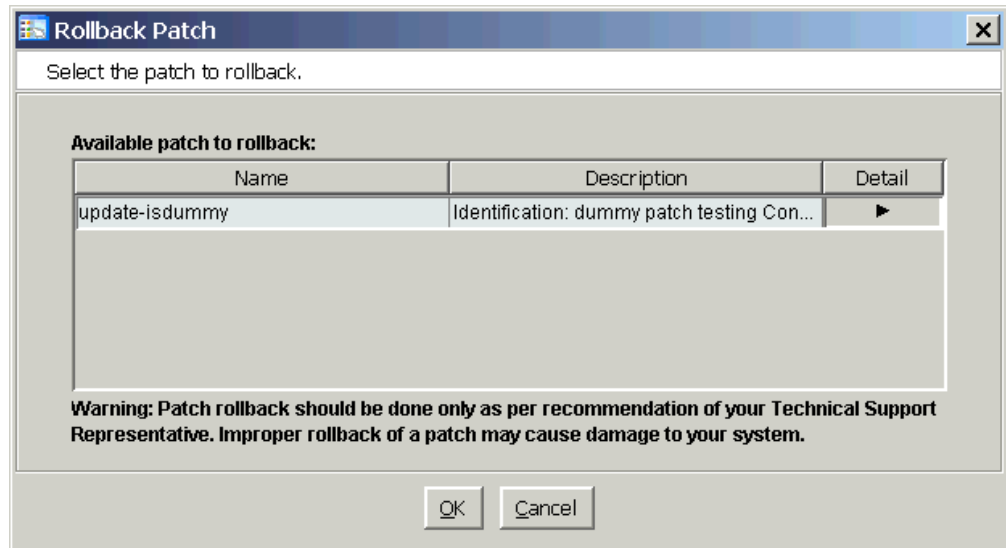 Rollback Patch
Select the patch to rollback.
Available patch to rollback:
Name Description Detail
update-isdummy Identification: dummy patch testing Con...
Warning: Patch rollback should be done only as per recommendation of your Technical Support
Representative. Improper rollback of a patch may cause damage to your system.
OK Cancel